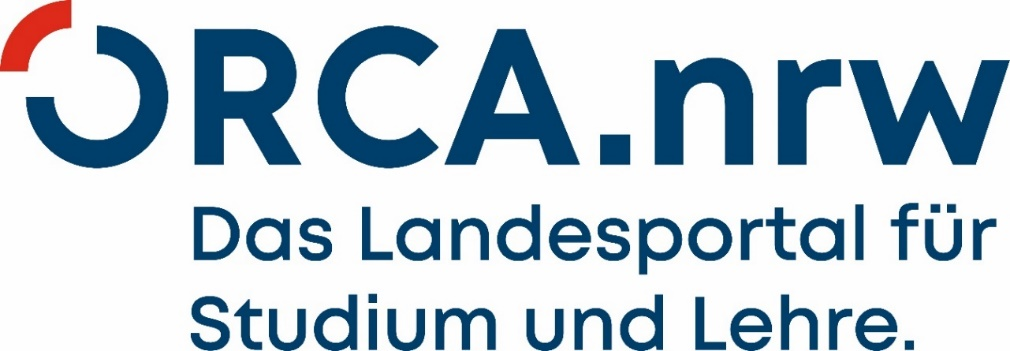 ORCA.nrw
Das Landesportal für
Studium und Lehre.